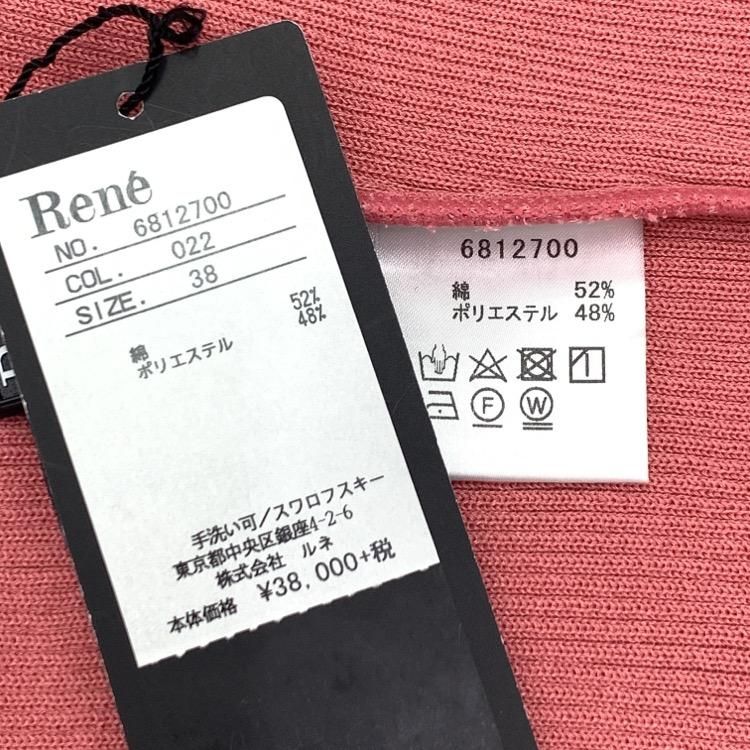 René
NO. 6812700
COL. 022
SIZE. 38
綿 52%
ポリエステル 48%
手洗い可/スワロフスキー
東京都中央区銀座4-2-6
株式会社 ルネ
本体価格 ¥38,000+税
6812700
綿 52%
ポリエステル 48%
F W